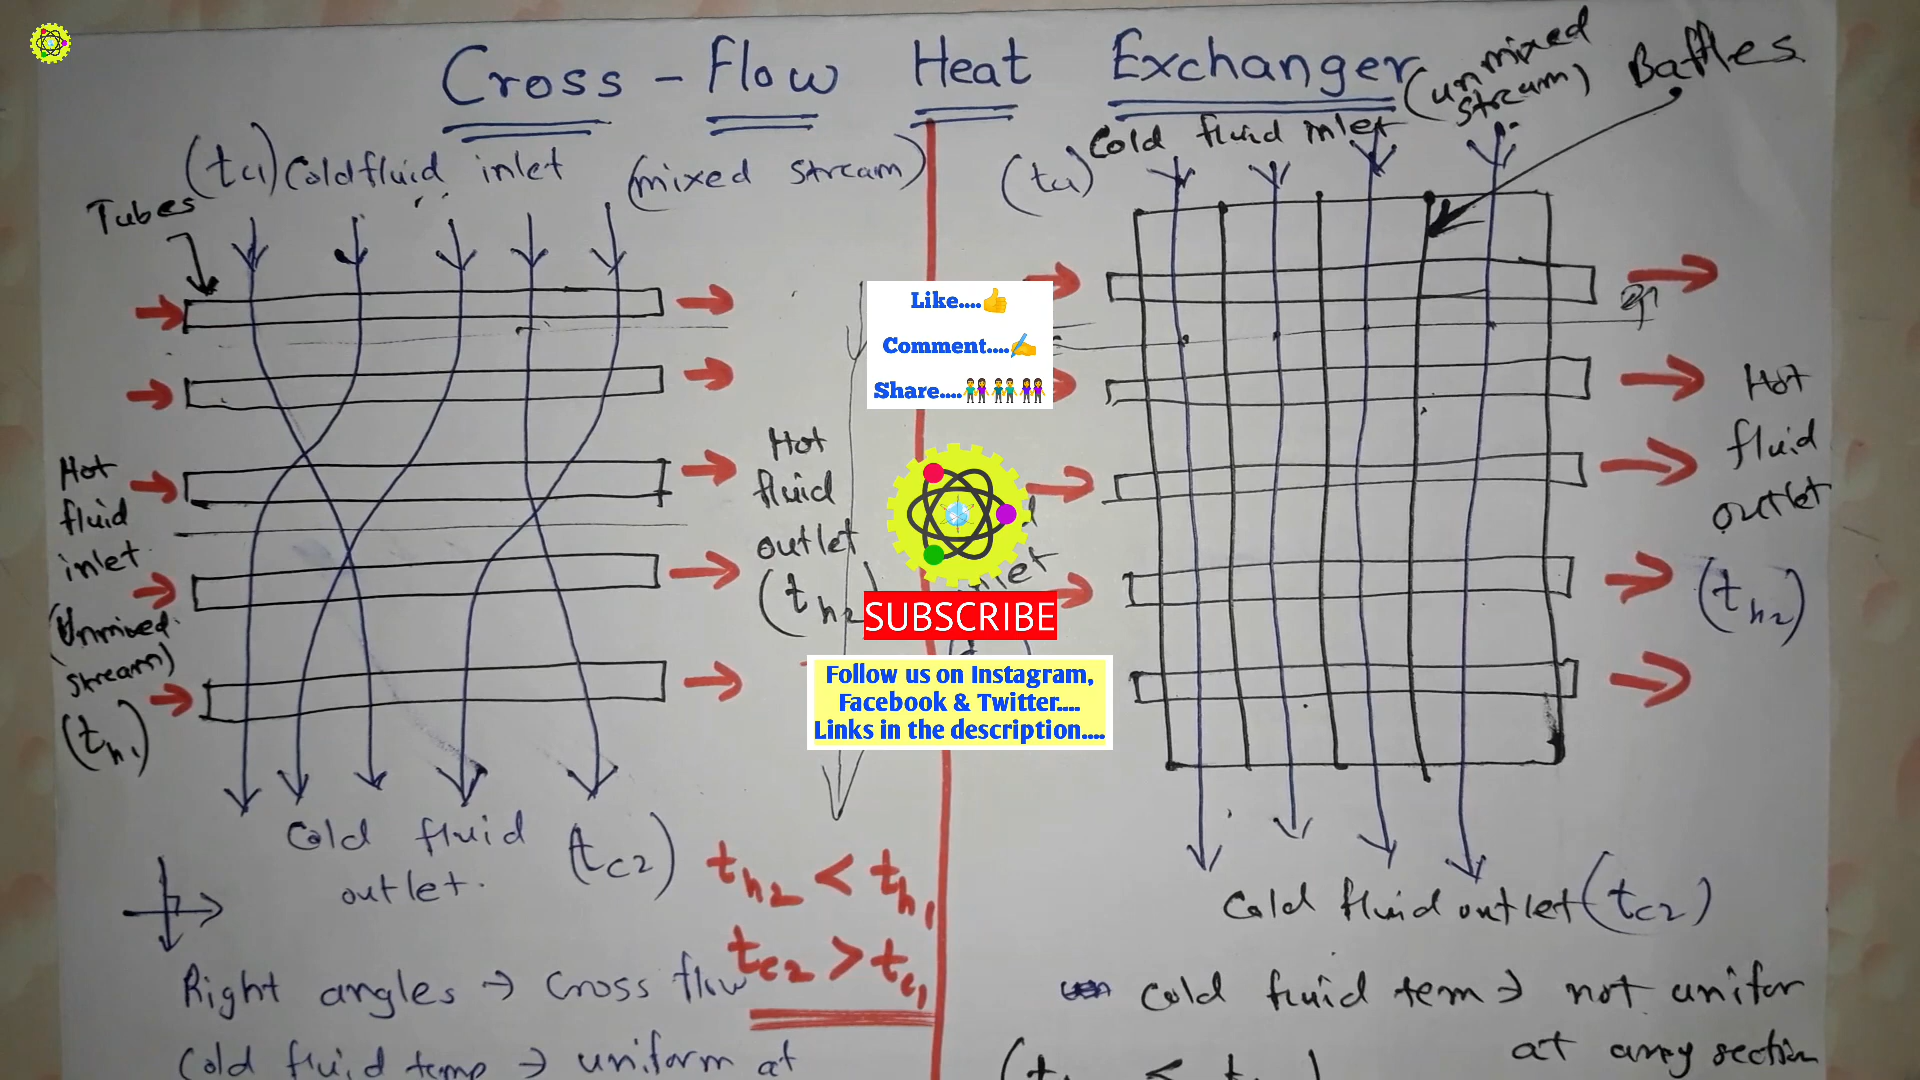 Cross - Flow Heat Exchanger
(unmixed
stream)
Baffles
(tc1) Cold fluid inlet (mixed stream)
Tubes
Hot
fluid
inlet
(Unmixed
stream)
(th1)
Hot
fluid
outlet
(th2)
Cold fluid (tc2)
outlet.
th2 < th1
tc2 > tc1
Right angles → Cross flow
Cold fluid temp → uniform at
Like....👍
Comment....✍
Share....👫👫👭
SUBSCRIBE
Follow us on Instagram,
Facebook & Twitter....
Links in the description....
(tc1) Cold fluid inlet
Hot
fluid
outlet
(th2)
Cold fluid outlet (tc2)
Cold fluid tem → not unifor
at any section